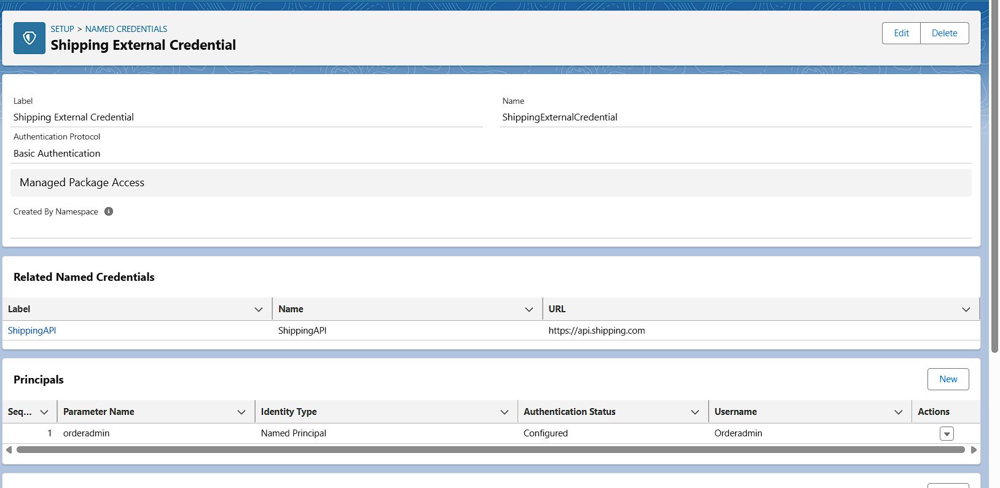 SETUP > NAMED CREDENTIALS
Shipping External Credential
Edit Delete
Label Name
Shipping External Credential ShippingExternalCredential
Authentication Protocol
Basic Authentication
Managed Package Access
Created By Namespace
Related Named Credentials
Label Name URL
ShippingAPI ShippingAPI https://api.shipping.com
Principals New
Seq... Parameter Name Identity Type Authentication Status Username Actions
1 orderadmin Named Principal Configured Orderadmin